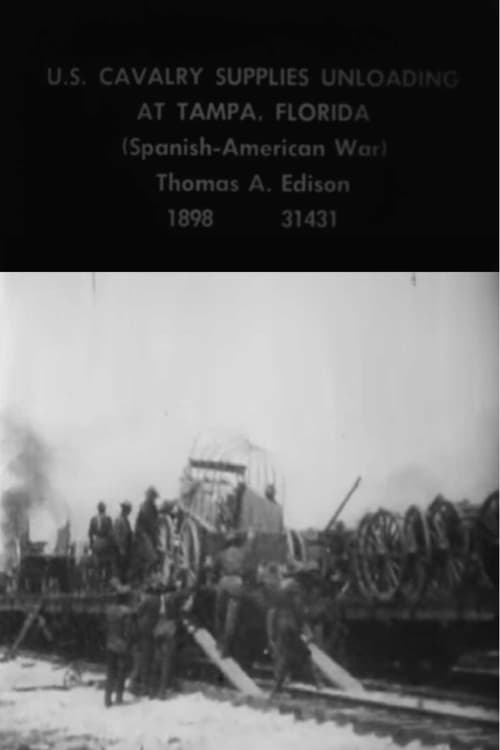 U.S. CAVALRY SUPPLIES UNLOADING
AT TAMPA, FLORIDA
(Spanish-American War)
Thomas A. Edison
1898 31431